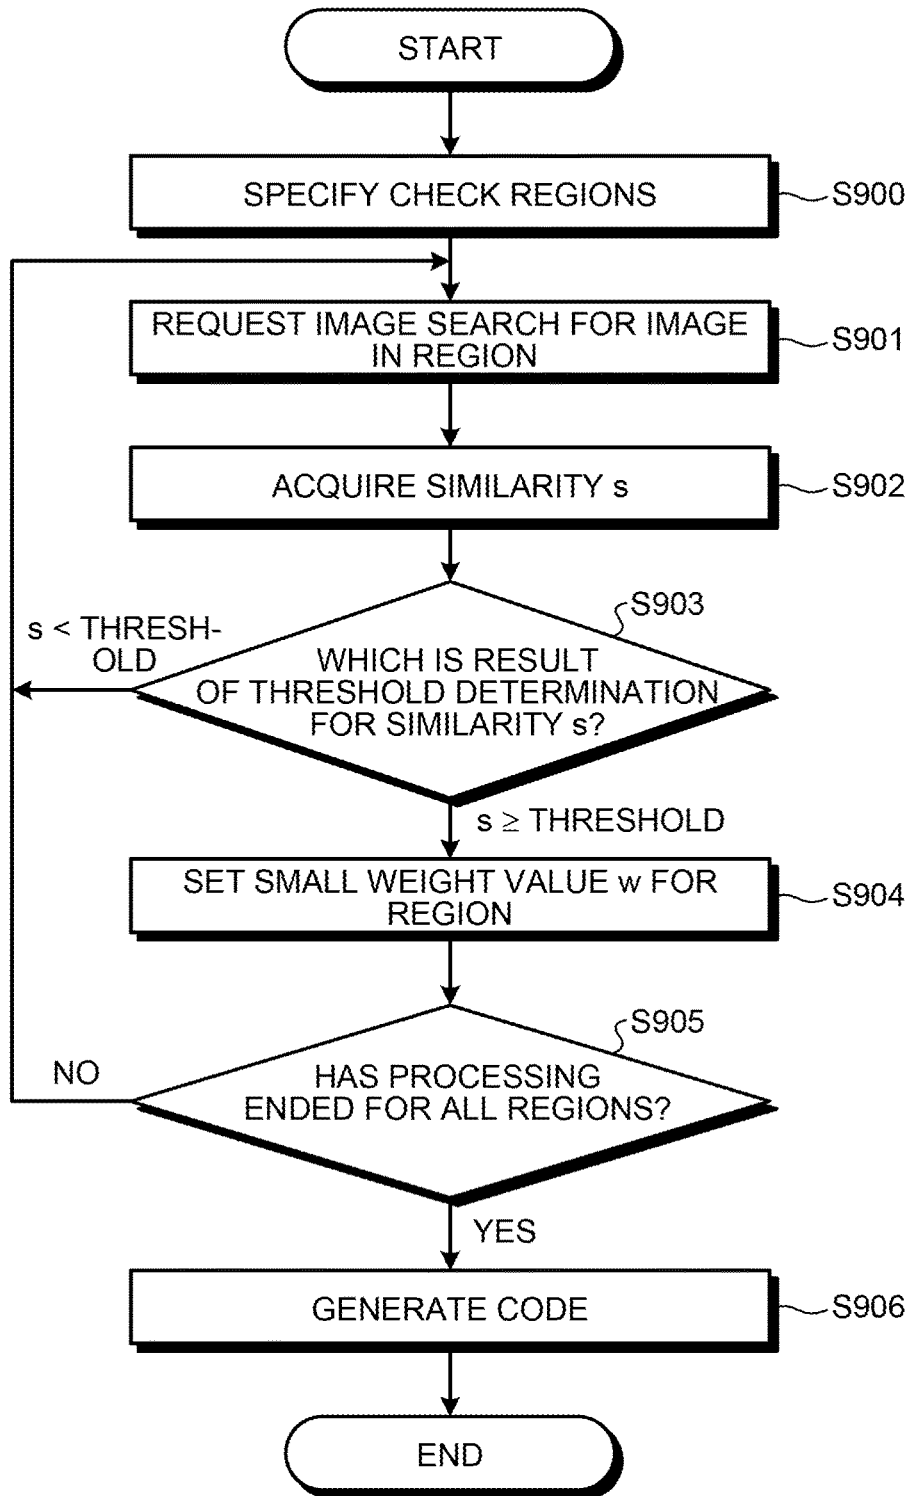 START
SPECIFY CHECK REGIONS
S900
REQUEST IMAGE SEARCH FOR IMAGE
IN REGION
S901
ACQUIRE SIMILARITY s
S902
S903
s < THRESH-
OLD
WHICH IS RESULT
OF THRESHOLD DETERMINATION
FOR SIMILARITY s?
s ≥ THRESHOLD
SET SMALL WEIGHT VALUE w FOR
REGION
S904
S905
NO
HAS PROCESSING
ENDED FOR ALL REGIONS?
YES
GENERATE CODE
S906
END